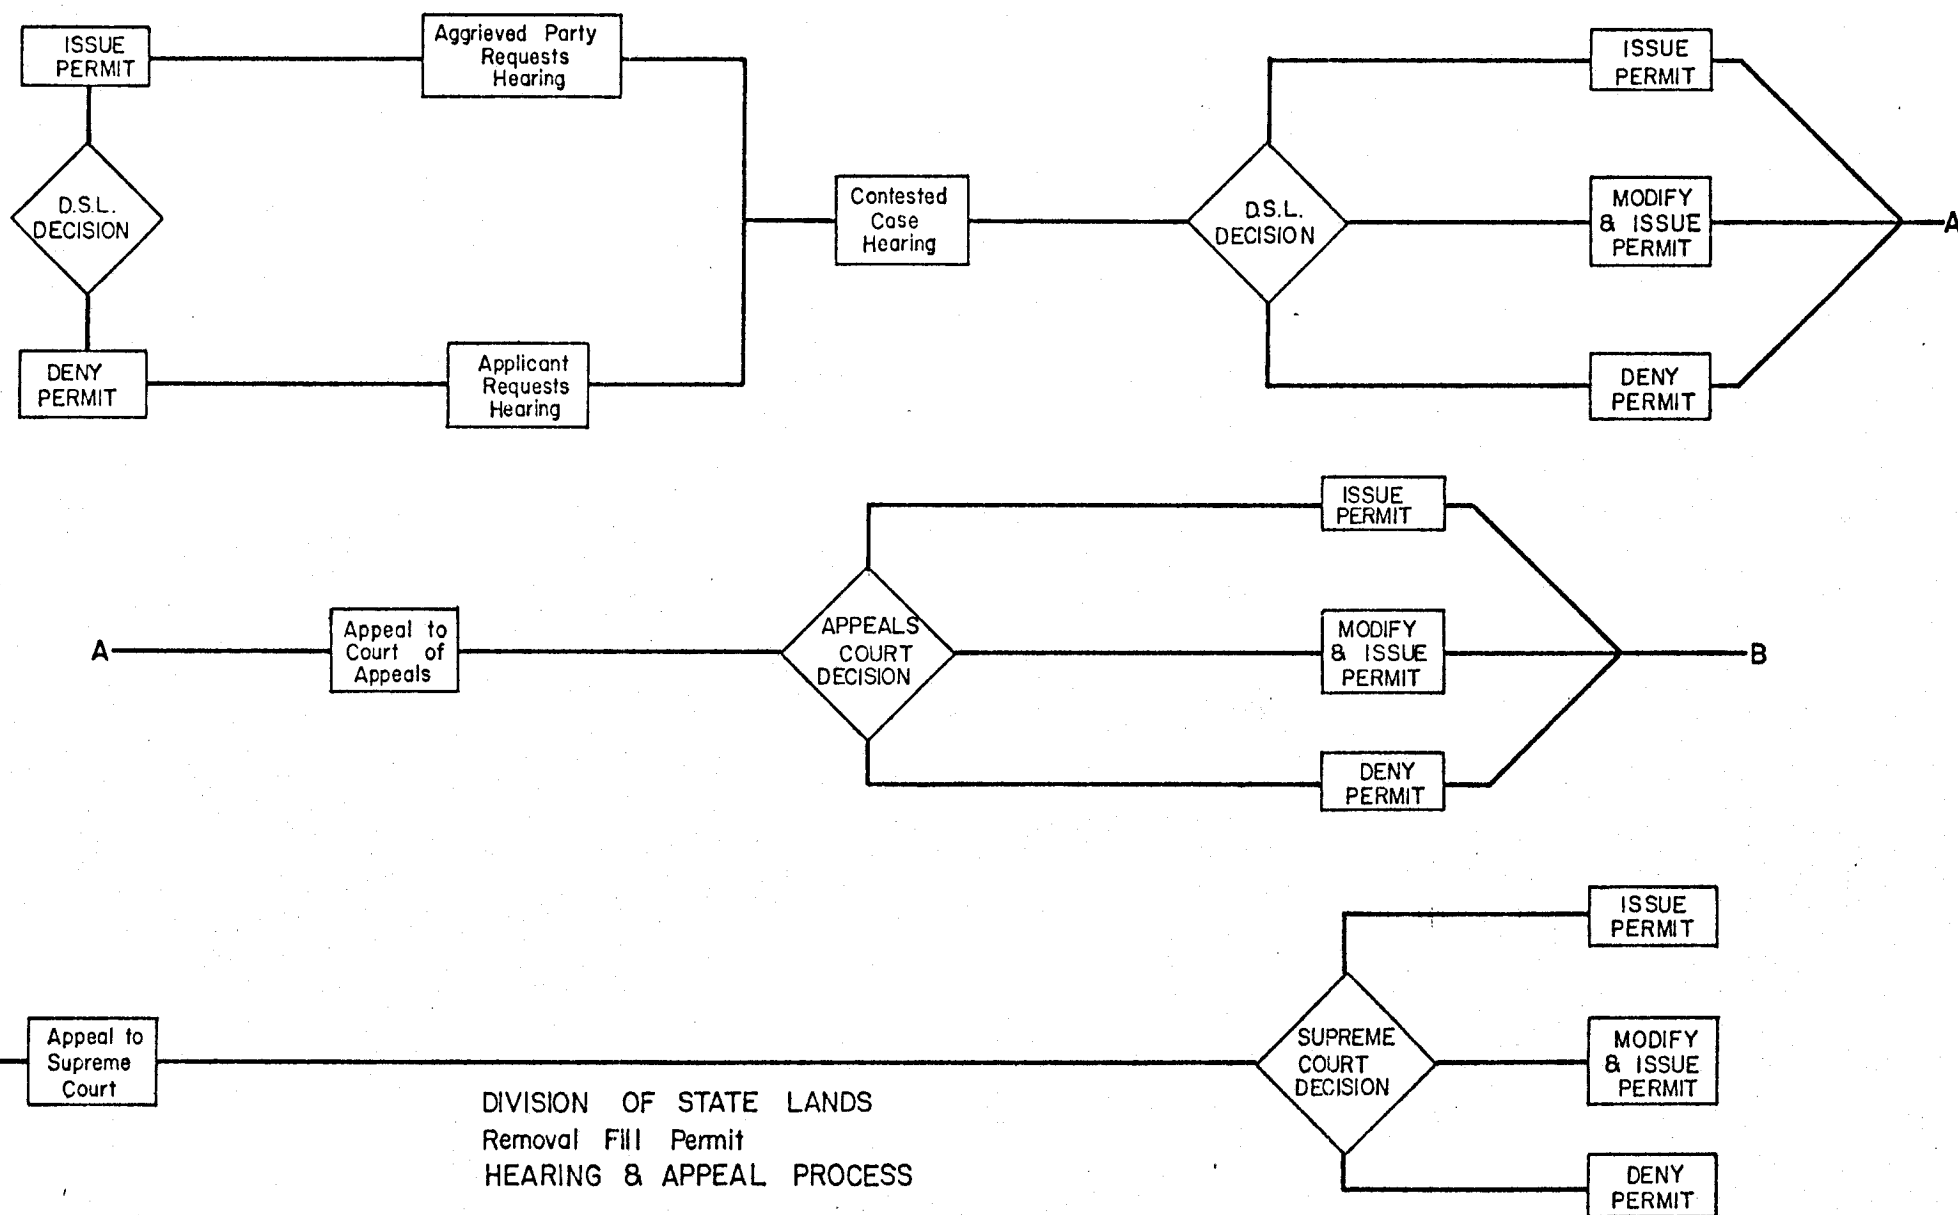 ISSUE
PERMIT
Aggrieved Party
Requests
Hearing
D.S.L.
DECISION
DENY
PERMIT
Applicant
Requests
Hearing
Contested
Case
Hearing
D.S.L.
DECISION
ISSUE
PERMIT
MODIFY
& ISSUE
PERMIT
DENY
PERMIT
A
A
Appeal to
Court of
Appeals
APPEALS
COURT
DECISION
ISSUE
PERMIT
MODIFY
& ISSUE
PERMIT
DENY
PERMIT
B
Appeal to
Supreme
Court
SUPREME
COURT
DECISION
ISSUE
PERMIT
MODIFY
& ISSUE
PERMIT
DENY
PERMIT
DIVISION OF STATE LANDS
Removal Fill Permit
HEARING & APPEAL PROCESS